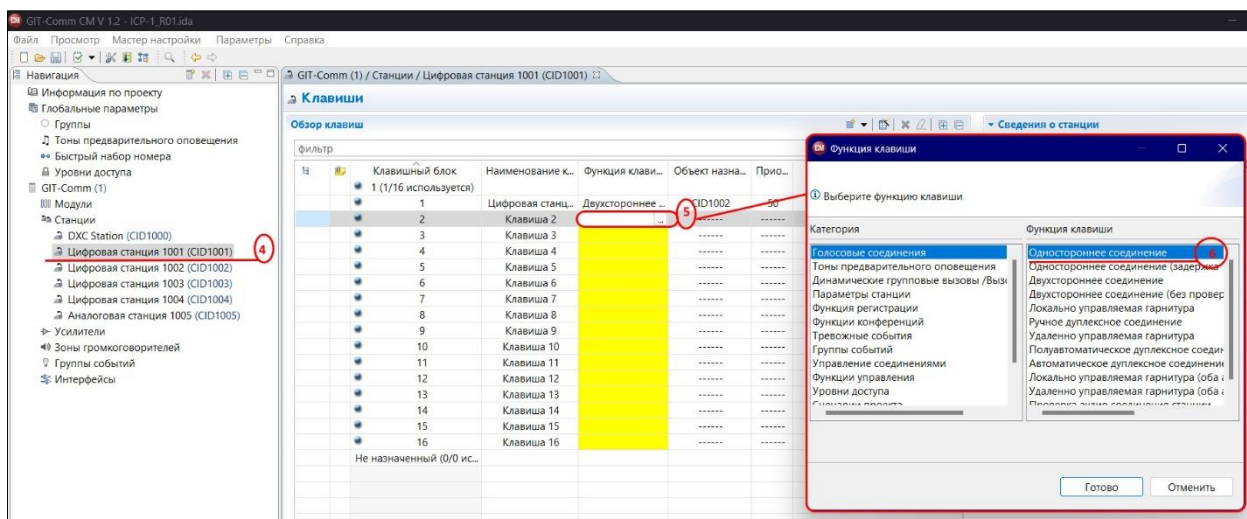 GIT-Comm CM V 1.2 - ICP-1_R01.ida
Файл Просмотр Мастер настройки Параметры Справка
Навигация
Информация по проекту
Глобальные параметры
Группы
Тоны предварительного оповещения
Быстрый набор номера
Уровни доступа
GIT-Comm (1)
Модули
Станции
DXC Station (CID1000)
Цифровая станция 1001 (CID1001)
4
Цифровая станция 1002 (CID1002)
Цифровая станция 1003 (CID1003)
Цифровая станция 1004 (CID1004)
Аналоговая станция 1005 (CID1005)
Усилители
Зоны громкоговорителей
Группы событий
Интерфейсы
GIT-Comm (1) / Станции / Цифровая станция 1001 (CID1001)
Клавиши
Обзор клавиш
Сведения о станции
фильтр
Клавишный блок Наименование к... Функция клави... Объект назна... Прио...
1 (1/16 используется)
1 Цифровая станц... Двухстороннее ... CID1002 50
2 Клавиша 2 ... ------
5
3 Клавиша 3 ------ ------
4 Клавиша 4 ------ ------
5 Клавиша 5 ------ ------
6 Клавиша 6 ------ ------
7 Клавиша 7 ------ ------
8 Клавиша 8 ------ ------
9 Клавиша 9 ------ ------
10 Клавиша 10 ------ ------
11 Клавиша 11 ------ ------
12 Клавиша 12 ------ ------
13 Клавиша 13 ------ ------
14 Клавиша 14 ------ ------
15 Клавиша 15 ------ ------
16 Клавиша 16 ------ ------
Не назначенный (0/0 ис...
Функция клавиши
Выберите функцию клавиши
Категория
Голосовые соединения
Тоны предварительного оповещения
Динамические групповые вызовы /Вызо
Параметры станции
Функция регистрации
Функции конференций
Тревожные события
Группы событий
Управление соединениями
Функции управления
Уровни доступа
Сценарии проекта
Функция клавиши
Одностороннее соединение
6
Одностороннее соединение (задержка
Двухстороннее соединение
Двухстороннее соединение (без провер
Локально управляемая гарнитура
Ручное дуплексное соединение
Удаленно управляемая гарнитура
Полуавтоматическое дуплексное соедин
Автоматическое дуплексное соединение
Локально управляемая гарнитура (оба а
Удаленно управляемая гарнитура (оба а
Проверка аудио соединения станции
Готово Отменить